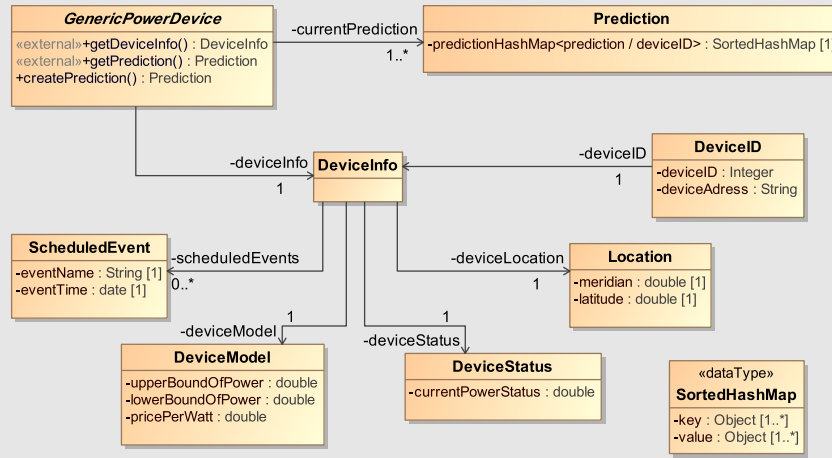 GenericPowerDevice
«external»+getDeviceInfo() : DeviceInfo
«external»+getPrediction() : Prediction
+createPrediction() : Prediction
-currentPrediction
1..*
Prediction
-predictionHashMap<prediction / deviceID> : SortedHashMap [1]
-deviceInfo
1
DeviceInfo
-deviceID
1
DeviceID
-deviceID : Integer
-deviceAdress : String
ScheduledEvent
-eventName : String [1]
-eventTime : date [1]
-scheduledEvents
0..*
-deviceLocation
1
Location
-meridian : double [1]
-latitude : double [1]
1
-deviceModel
1
-deviceStatus
DeviceModel
-upperBoundOfPower : double
-lowerBoundOfPower : double
-pricePerWatt : double
DeviceStatus
-currentPowerStatus : double
«dataType»
SortedHashMap
-key : Object [1..*]
-value : Object [1..*]